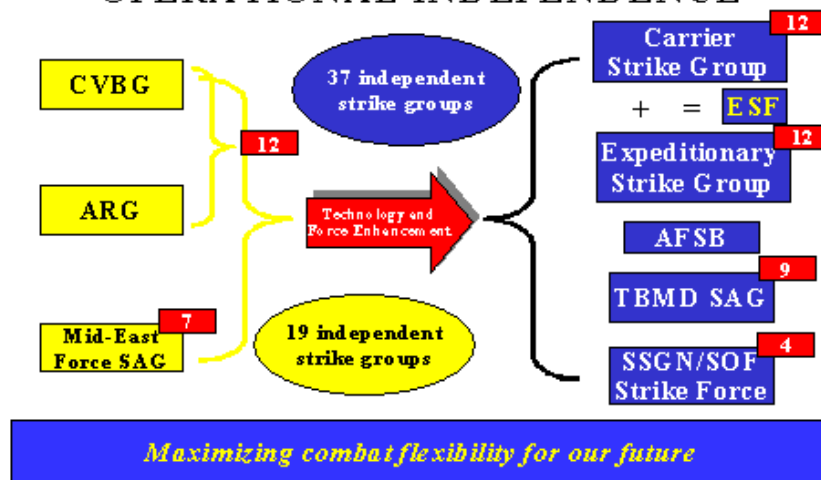 OPERATIONAL INDEPENDENCE
CVBG
ARG
12
7
Mid-East
Force SAG
37 independent
strike groups
Technology and
Force Enhancement
19 independent
strike groups
12
Carrier
Strike Group
+ = ESF
12
Expeditionary
Strike Group
AFSB
9
TBMD SAG
4
SSGN/SOF
Strike Force
Maximizing combat flexibility for our future